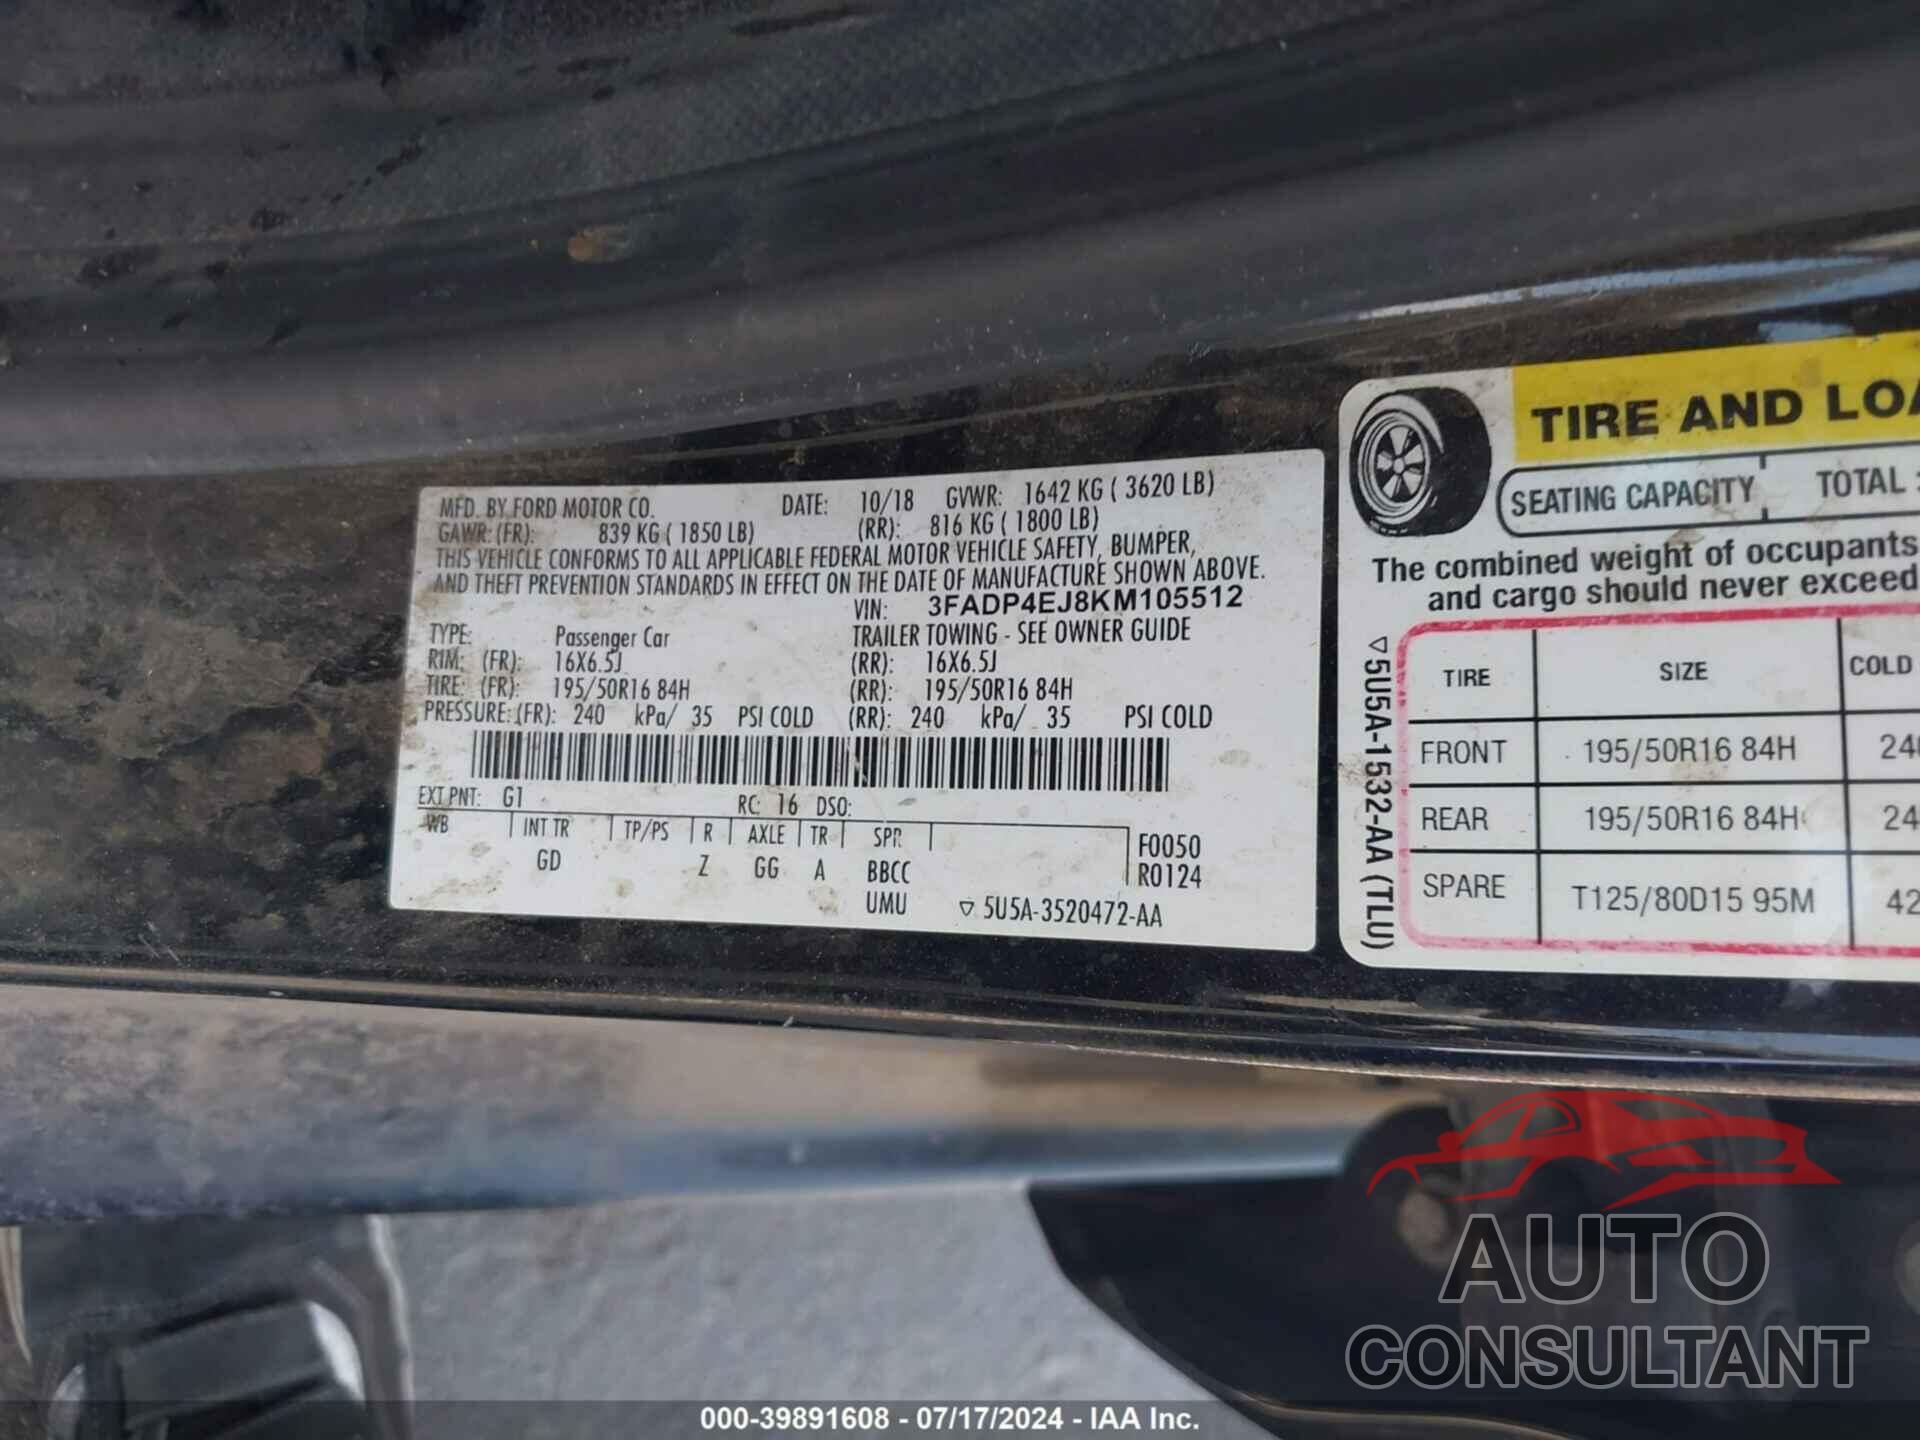 MFD. BY FORD MOTOR CO. DATE: 10/18 GVWR: 1642 KG ( 3620 LB)
GAWR: (FR): 839 KG ( 1850 LB) (RR): 816 KG ( 1800 LB)
THIS VEHICLE CONFORMS TO ALL APPLICABLE FEDERAL MOTOR VEHICLE SAFETY, BUMPER,
AND THEFT PREVENTION STANDARDS IN EFFECT ON THE DATE OF MANUFACTURE SHOWN ABOVE.
VIN: 3FADP4EJ8KM105512
TYPE: Passenger Car TRAILER TOWING - SEE OWNER GUIDE
RIM: (FR): 16X6.5J (RR): 16X6.5J
TIRE: (FR): 195/50R16 84H (RR): 195/50R16 84H
PRESSURE: (FR): 240 kPa/ 35 PSI COLD (RR): 240 kPa/ 35 PSI COLD
EXT PNT: G1 RC: 16 DSO:
WB INT TR TP/PS R AXLE TR SPR F0050
GD Z GG A BBCC R0124
UMU ▽ 5U5A-3520472-AA
TIRE AND LOA
SEATING CAPACITY TOTAL
The combined weight of occupants
and cargo should never exceed
▽5U5A-1532-AA (TLU)
TIRE SIZE COLD
FRONT 195/50R16 84H 24
REAR 195/50R16 84H 24
SPARE T125/80D15 95M 42
AUTO
CONSULTANT
000-39891608 - 07/17/2024 - IAA Inc.